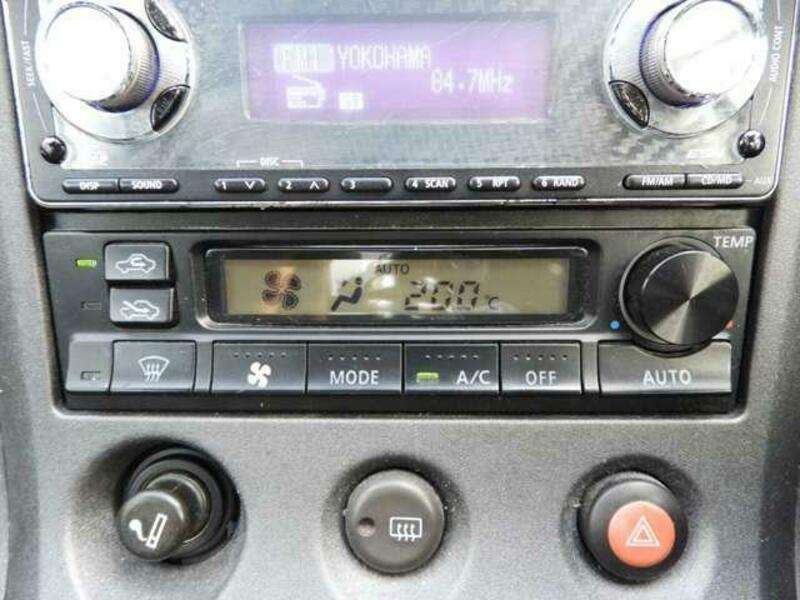 SEEK/FAST
FM1 YOKOHAMA
84.7MHz
ST
AUDIO CONT
DISC
DISP SOUND 1 2 3 4 SCAN 5 RPT 6 RAND FM/AM CD/MD AUX
TEMP
AUTO
20.0°C
MODE A/C OFF AUTO